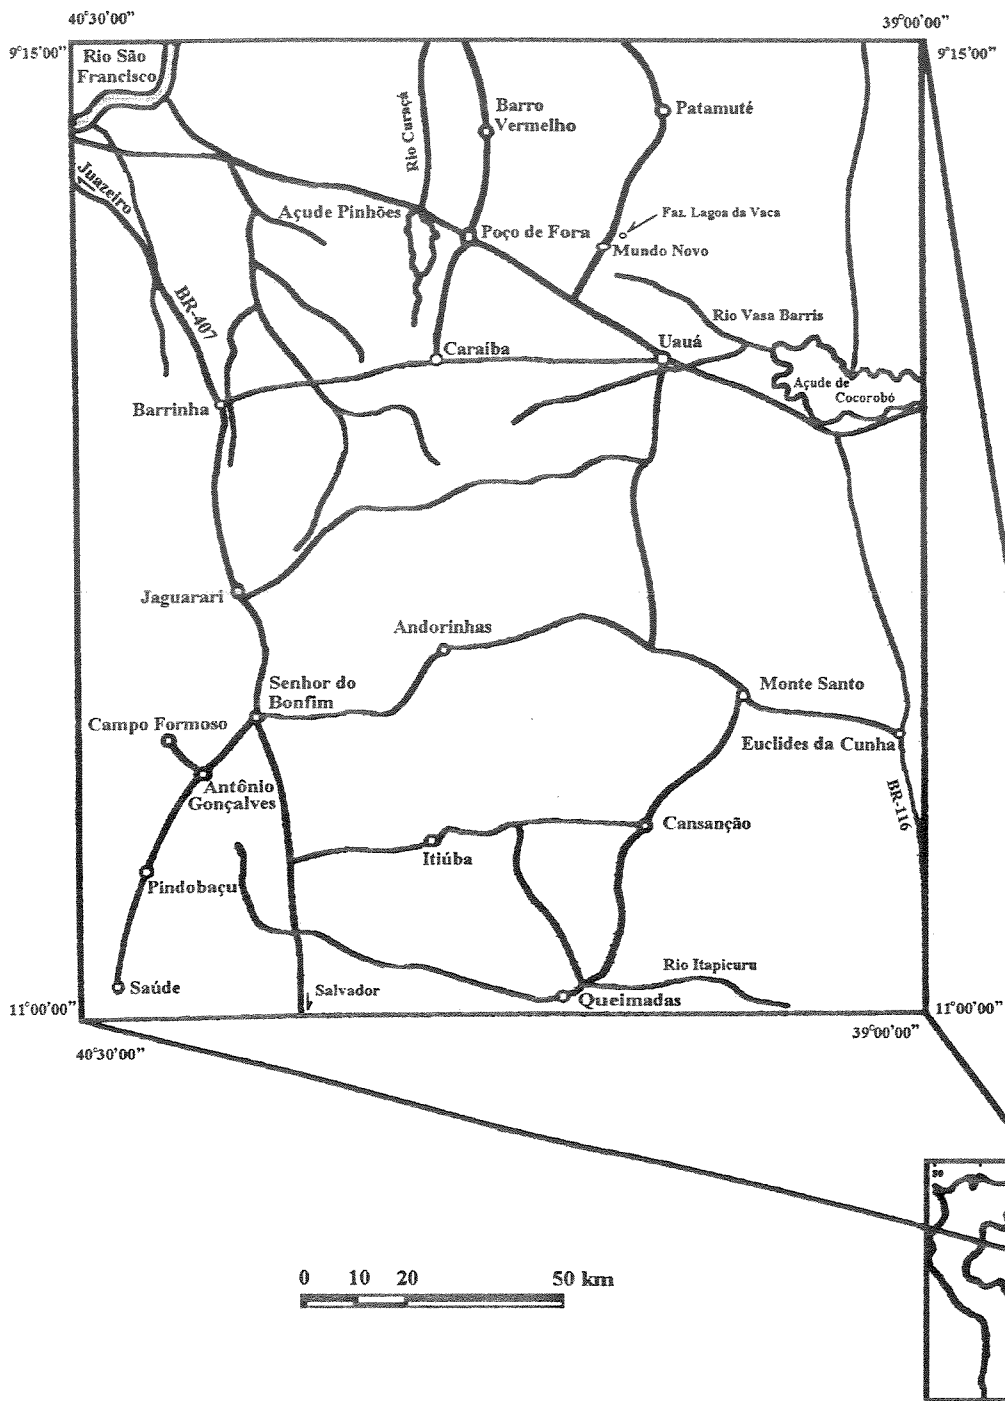 40°30'00”
39°00'00”
9°15'00”
9°15'00”
Rio São
Francisco
Rio Curaçá
Barro
Vermelho
Patamuté
Juazeiro
Açude Pinhões
Faz. Lagoa da Vaca
Poço de Fora
Mundo Novo
BR-407
Rio Vasa Barris
Caraíba
Uauá
Açude de
Cocorobó
Barrinha
Jaguarari
Andorinhas
Senhor do
Bonfim
Monte Santo
Campo Formoso
Euclides da Cunha
Antônio
Gonçalves
BR-116
Cansanção
Itiúba
Pindobaçu
Rio Itapicuru
Saúde
Salvador
Queimadas
11°00'00”
11°00'00”
40°30'00”
39°00'00”
0 10 20 50 km